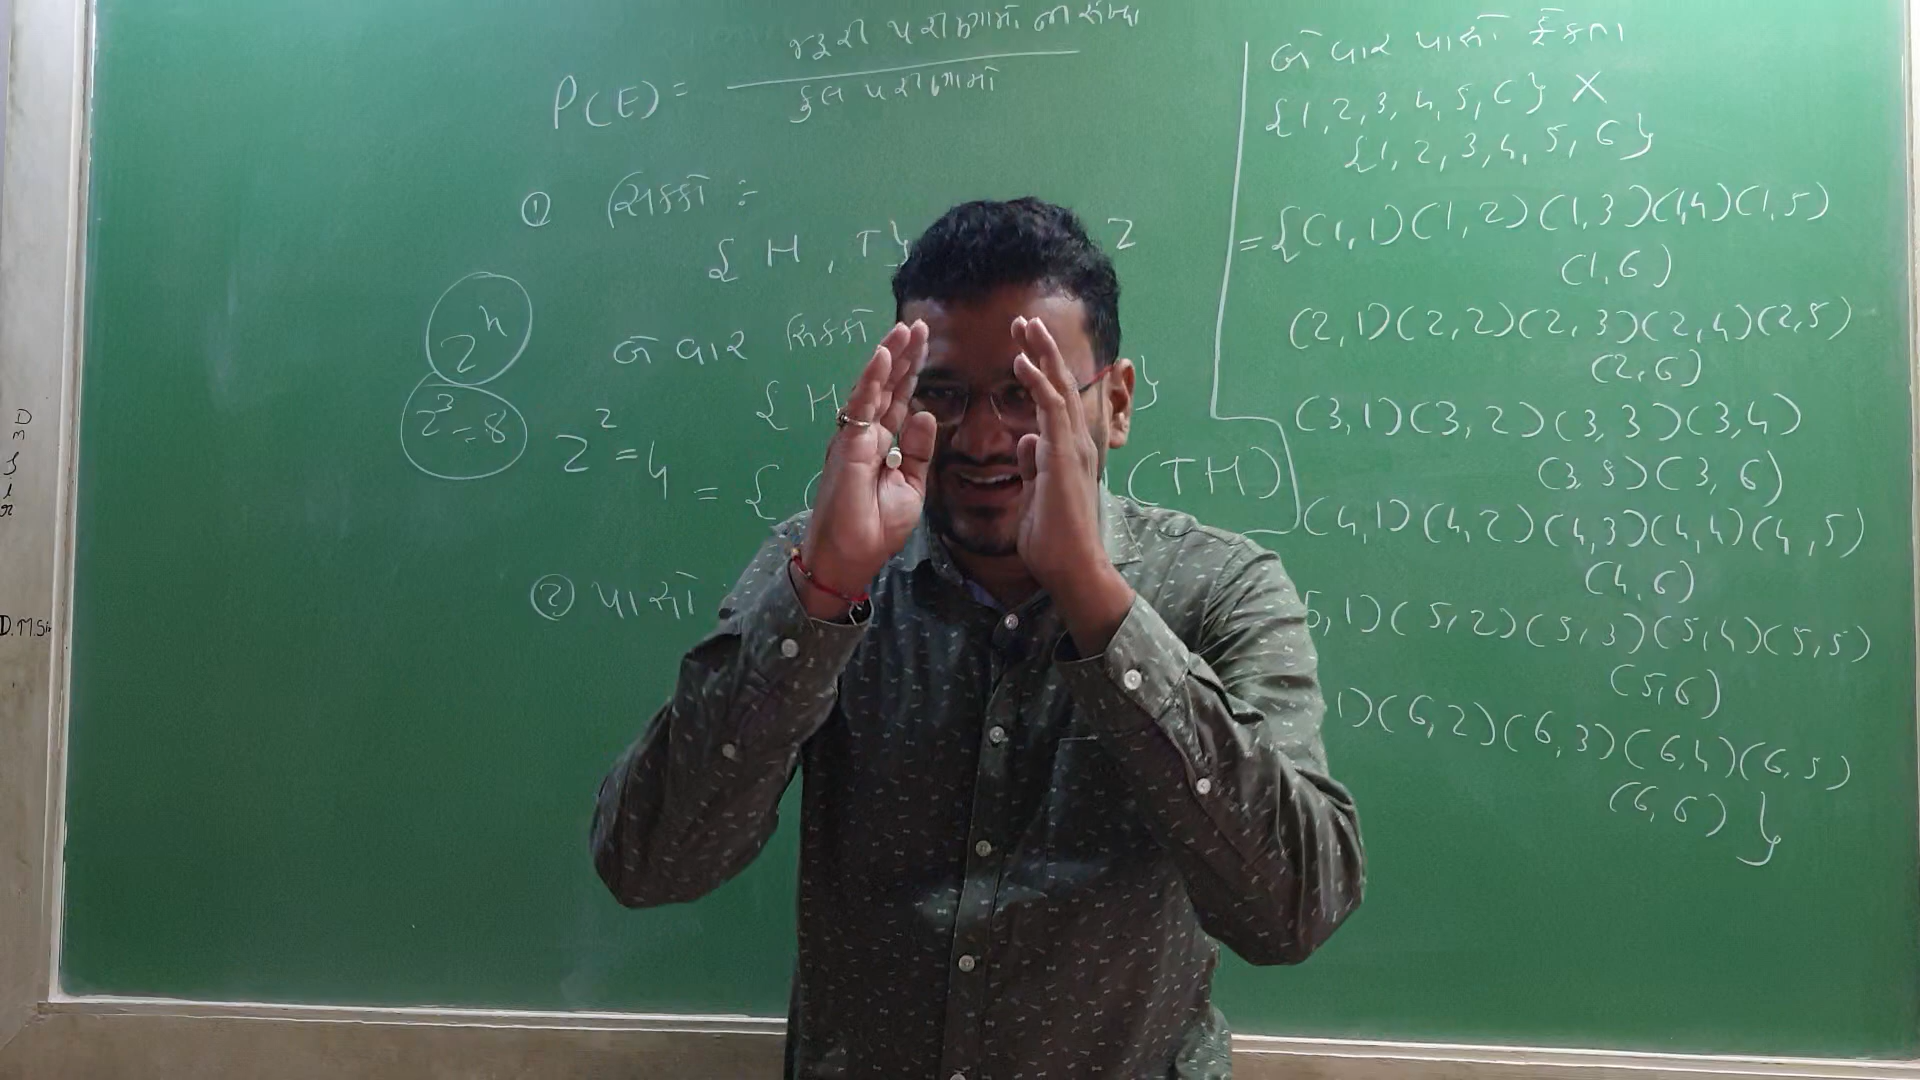 P(E) = જરૂરી પરીણામો ની સંખ્યા
કુલ પરીણામો
① સિક્કો :-
{ H , T } 2
2ⁿ
બે વાર સિક્કો
{ H }
2³ = 8
2² = 4
= { ( (TH)
② પાસો
બે વાર પાસો ફેંકતા
{1, 2, 3, 4, 5, 6} X
{1, 2, 3, 4, 5, 6}
= {(1,1)(1,2)(1,3)(1,4)(1,5)
(1,6)
(2,1)(2,2)(2,3)(2,4)(2,5)
(2,6)
(3,1)(3,2)(3,3)(3,4)
(3,5)(3,6)
(4,1)(4,2)(4,3)(4,4)(4,5)
(4,6)
5,1)(5,2)(5,3)(5,4)(5,5)
(5,6)
1)(6,2)(6,3)(6,4)(6,5)
(6,6) }
D.M.Sir